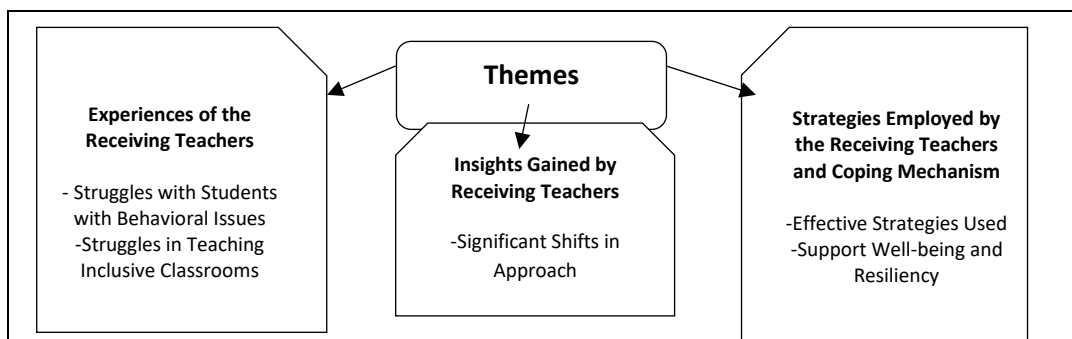 Themes
Experiences of the
Receiving Teachers
- Struggles with Students
with Behavioral Issues
-Struggles in Teaching
Inclusive Classrooms
Insights Gained by
Receiving Teachers
-Significant Shifts in
Approach
Strategies Employed by
the Receiving Teachers
and Coping Mechanism
-Effective Strategies Used
-Support Well-being and
Resiliency